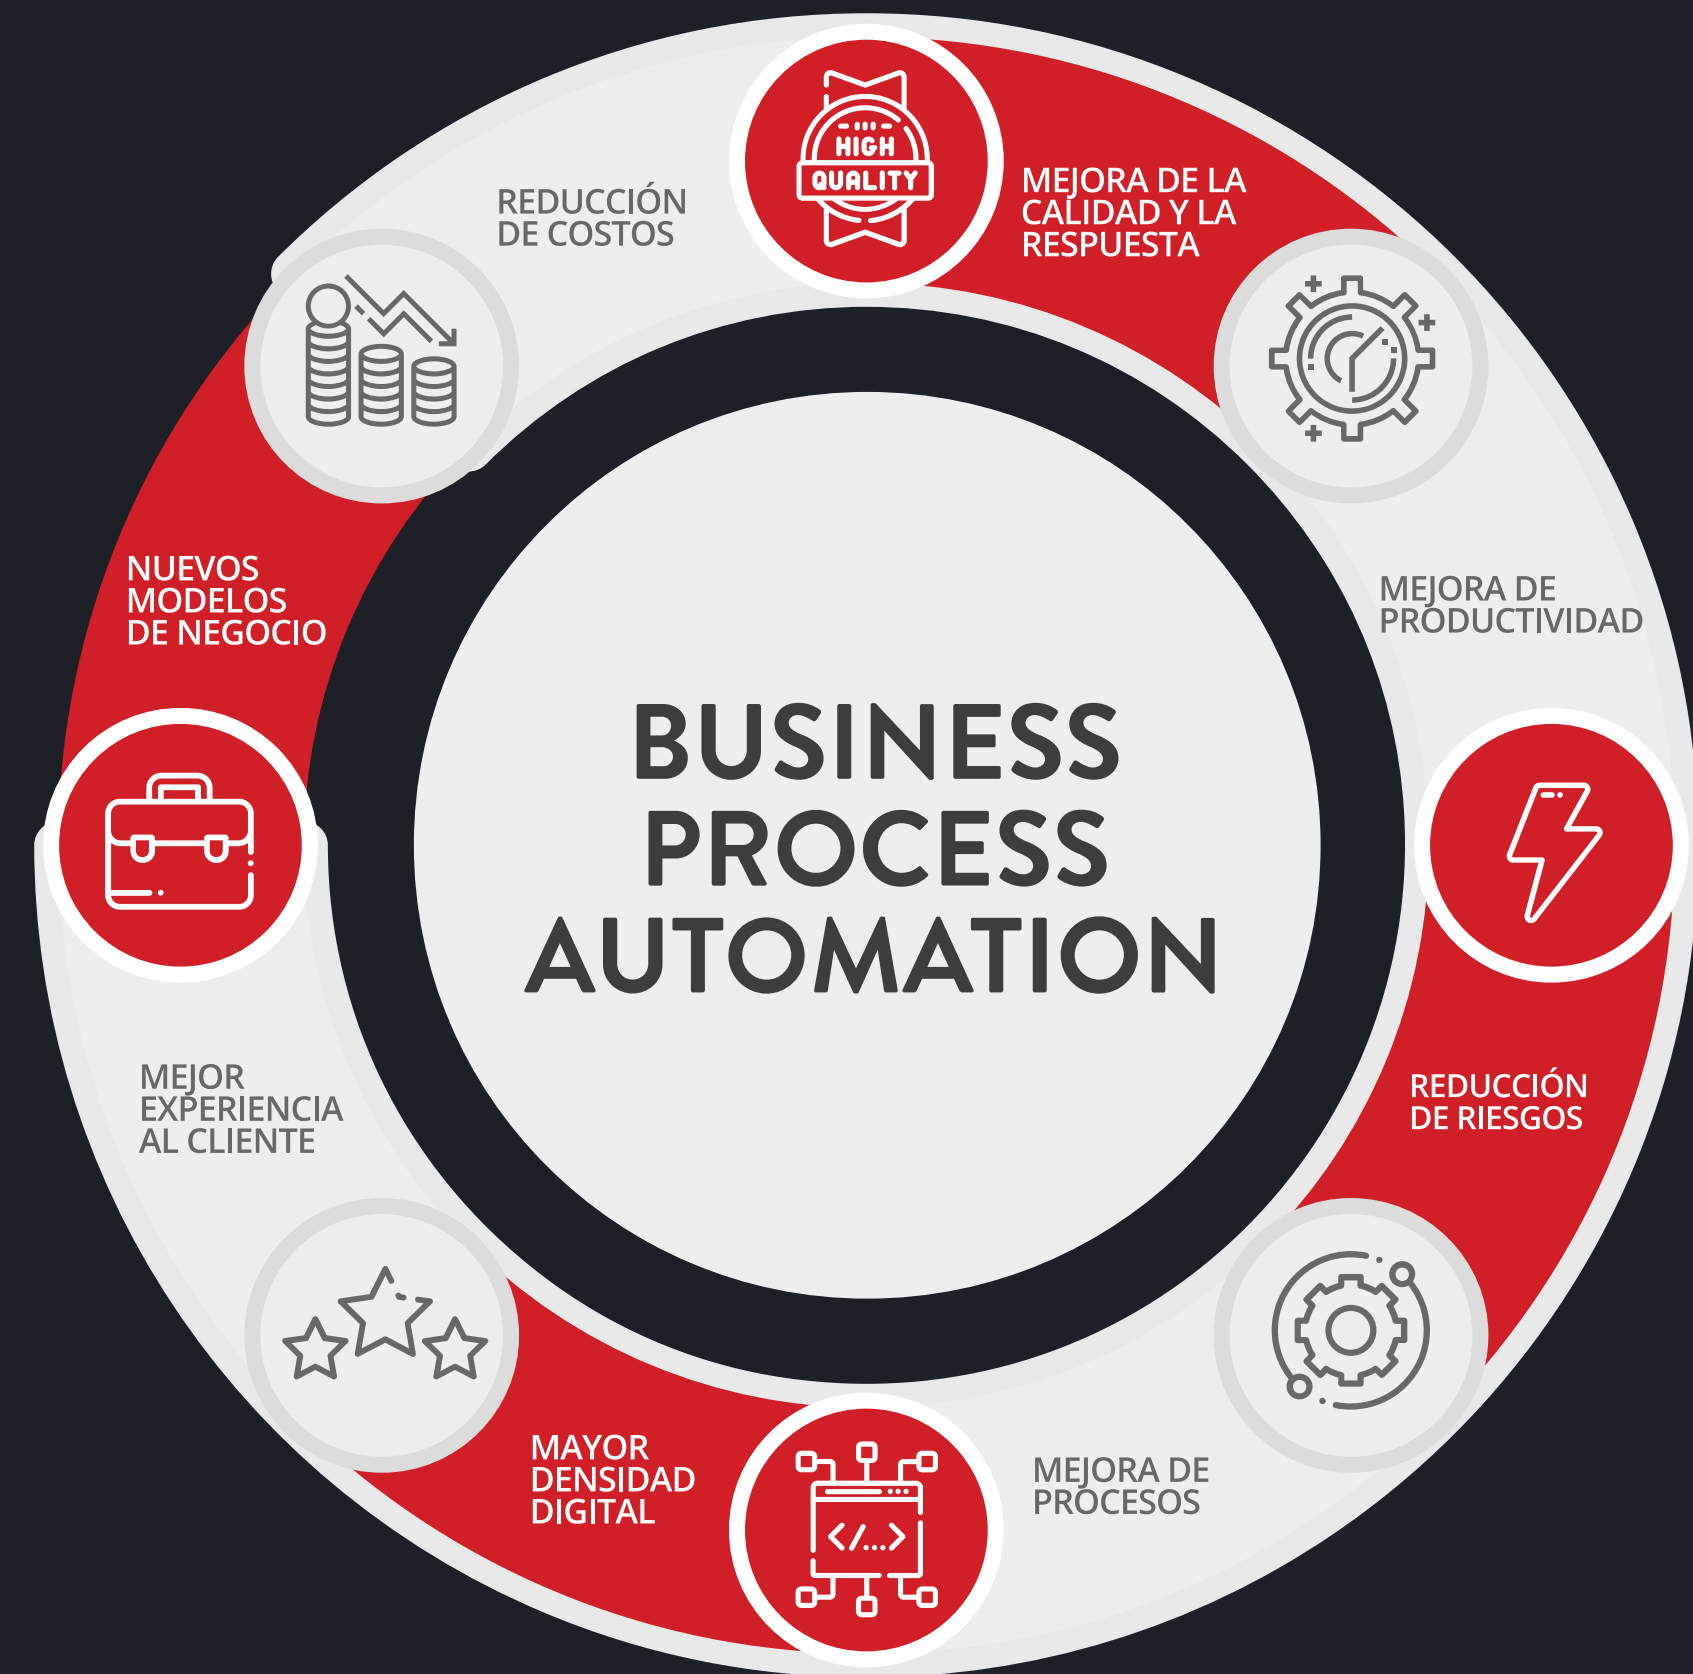 HIGH
QUALITY
REDUCCIÓN
DE COSTOS
MEJORA DE LA
CALIDAD Y LA
RESPUESTA
NUEVOS
MODELOS
DE NEGOCIO
MEJORA DE
PRODUCTIVIDAD
BUSINESS
PROCESS
AUTOMATION
MEJOR
EXPERIENCIA
AL CLIENTE
REDUCCIÓN
DE RIESGOS
MAYOR
DENSIDAD
DIGITAL
MEJORA DE
PROCESOS
</...>